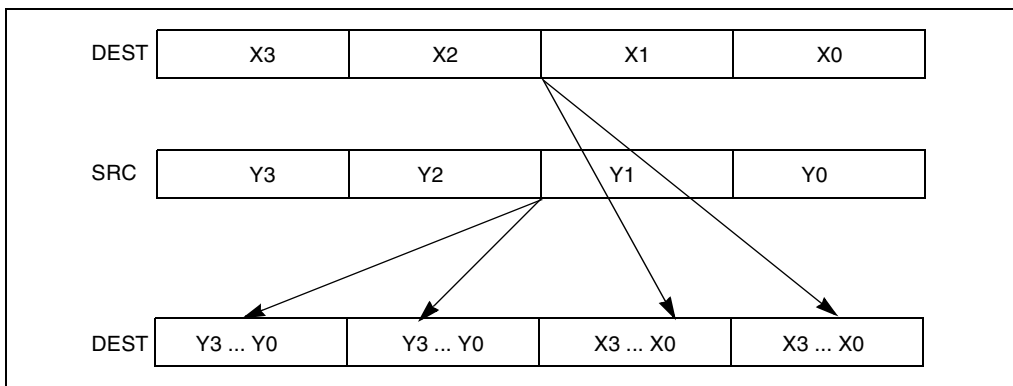 DEST X3 X2 X1 X0
SRC Y3 Y2 Y1 Y0
DEST Y3 ... Y0 Y3 ... Y0 X3 ... X0 X3 ... X0